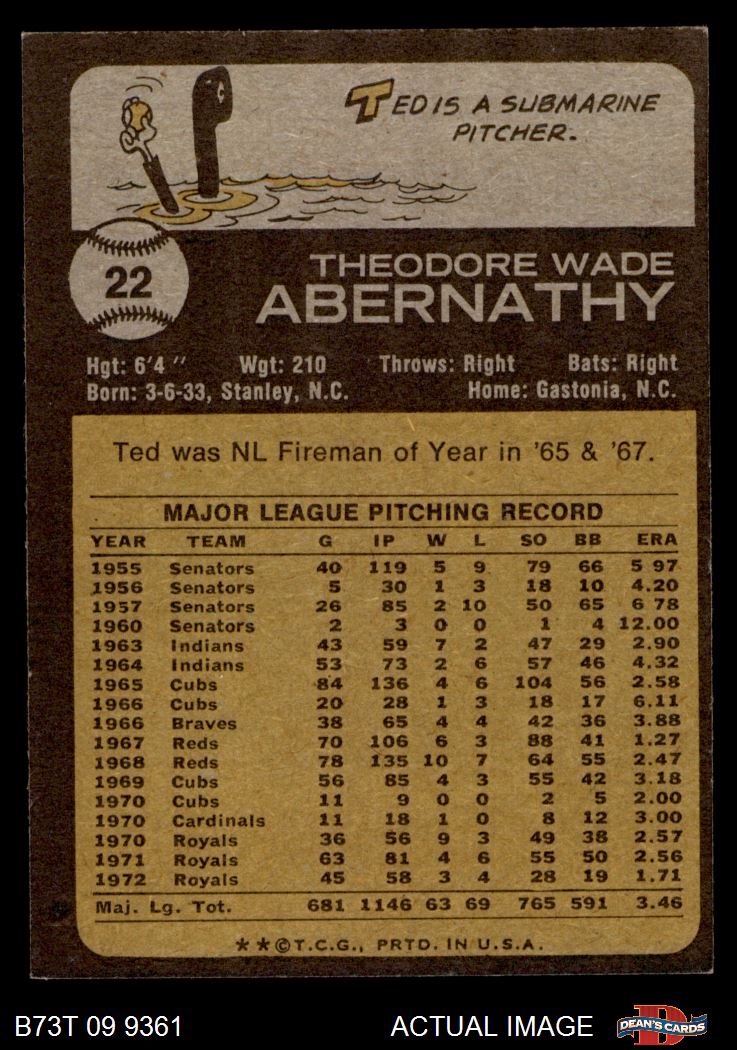 TED IS A SUBMARINE
PITCHER.
22
THEODORE WADE
ABERNATHY
Hgt: 6'4" Wgt: 210 Throws: Right Bats: Right
Born: 3-6-33, Stanley, N.C. Home: Gastonia, N.C.
Ted was NL Fireman of Year in '65 & '67.
MAJOR LEAGUE PITCHING RECORD
YEAR TEAM G IP W L SO BB ERA
1955 Senators 40 119 5 9 79 66 5 97
1956 Senators 5 30 1 3 18 10 4.20
1957 Senators 26 85 2 10 50 65 6 78
1960 Senators 2 3 0 0 1 4 12.00
1963 Indians 43 59 7 2 47 29 2.90
1964 Indians 53 73 2 6 57 46 4.32
1965 Cubs 84 136 4 6 104 56 2.58
1966 Cubs 20 28 1 3 18 17 6.11
1966 Braves 38 65 4 4 42 36 3.88
1967 Reds 70 106 6 3 88 41 1.27
1968 Reds 78 135 10 7 64 55 2.47
1969 Cubs 56 85 4 3 55 42 3.18
1970 Cubs 11 9 0 0 2 5 2.00
1970 Cardinals 11 18 1 0 8 12 3.00
1970 Royals 36 56 9 3 49 38 2.57
1971 Royals 63 81 4 6 55 50 2.56
1972 Royals 45 58 3 4 28 19 1.71
Maj. Lg. Tot. 681 1146 63 69 765 591 3.46
**©T.C.G., PRTD. IN U.S.A.
B73T 09 9361 ACTUAL IMAGE D DEAN'S CARDS